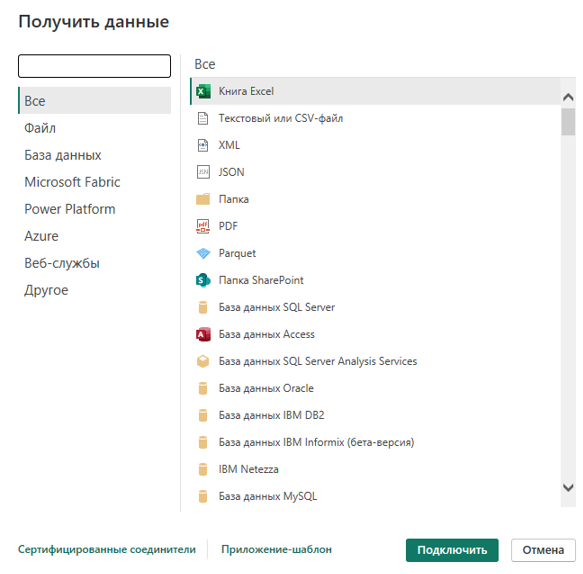 Получить данные
Все
Файл
База данных
Microsoft Fabric
Power Platform
Azure
Веб-службы
Другое
Все
Книга Excel
Текстовый или CSV-файл
XML
JSON
Папка
PDF
Parquet
Папка SharePoint
База данных SQL Server
База данных Access
База данных SQL Server Analysis Services
База данных Oracle
База данных IBM DB2
База данных IBM Informix (бета-версия)
IBM Netezza
База данных MySQL
Сертифицированные соединители
Приложение-шаблон
Подключить
Отмена